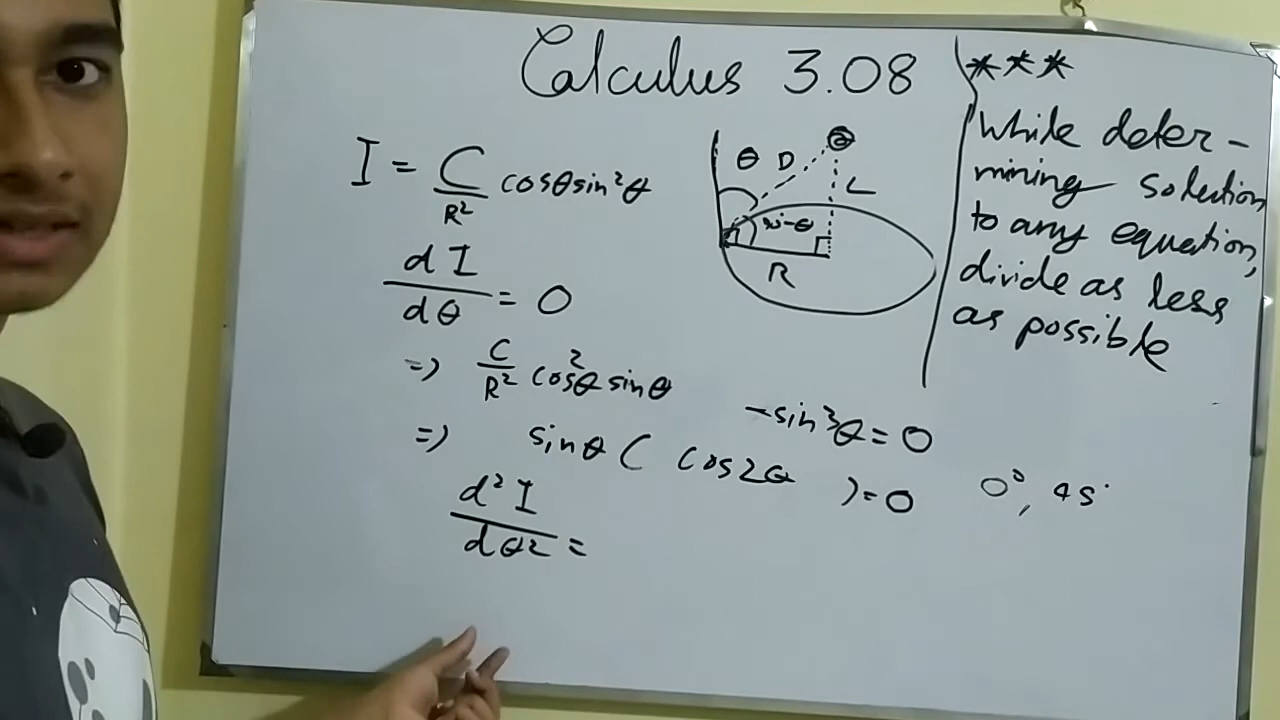 Calculus 3.08
I = C/R² cosθsin²θ
dI/dθ = 0
=> C/R² cos²θ sinθ -sin³θ = 0
=> sinθ ( cos2θ ) = 0 0°, 45°
d²I/dθ2 =
θ D
L
90-θ
R
***
While deter-
mining solution
to any equation,
divide as less
as possible